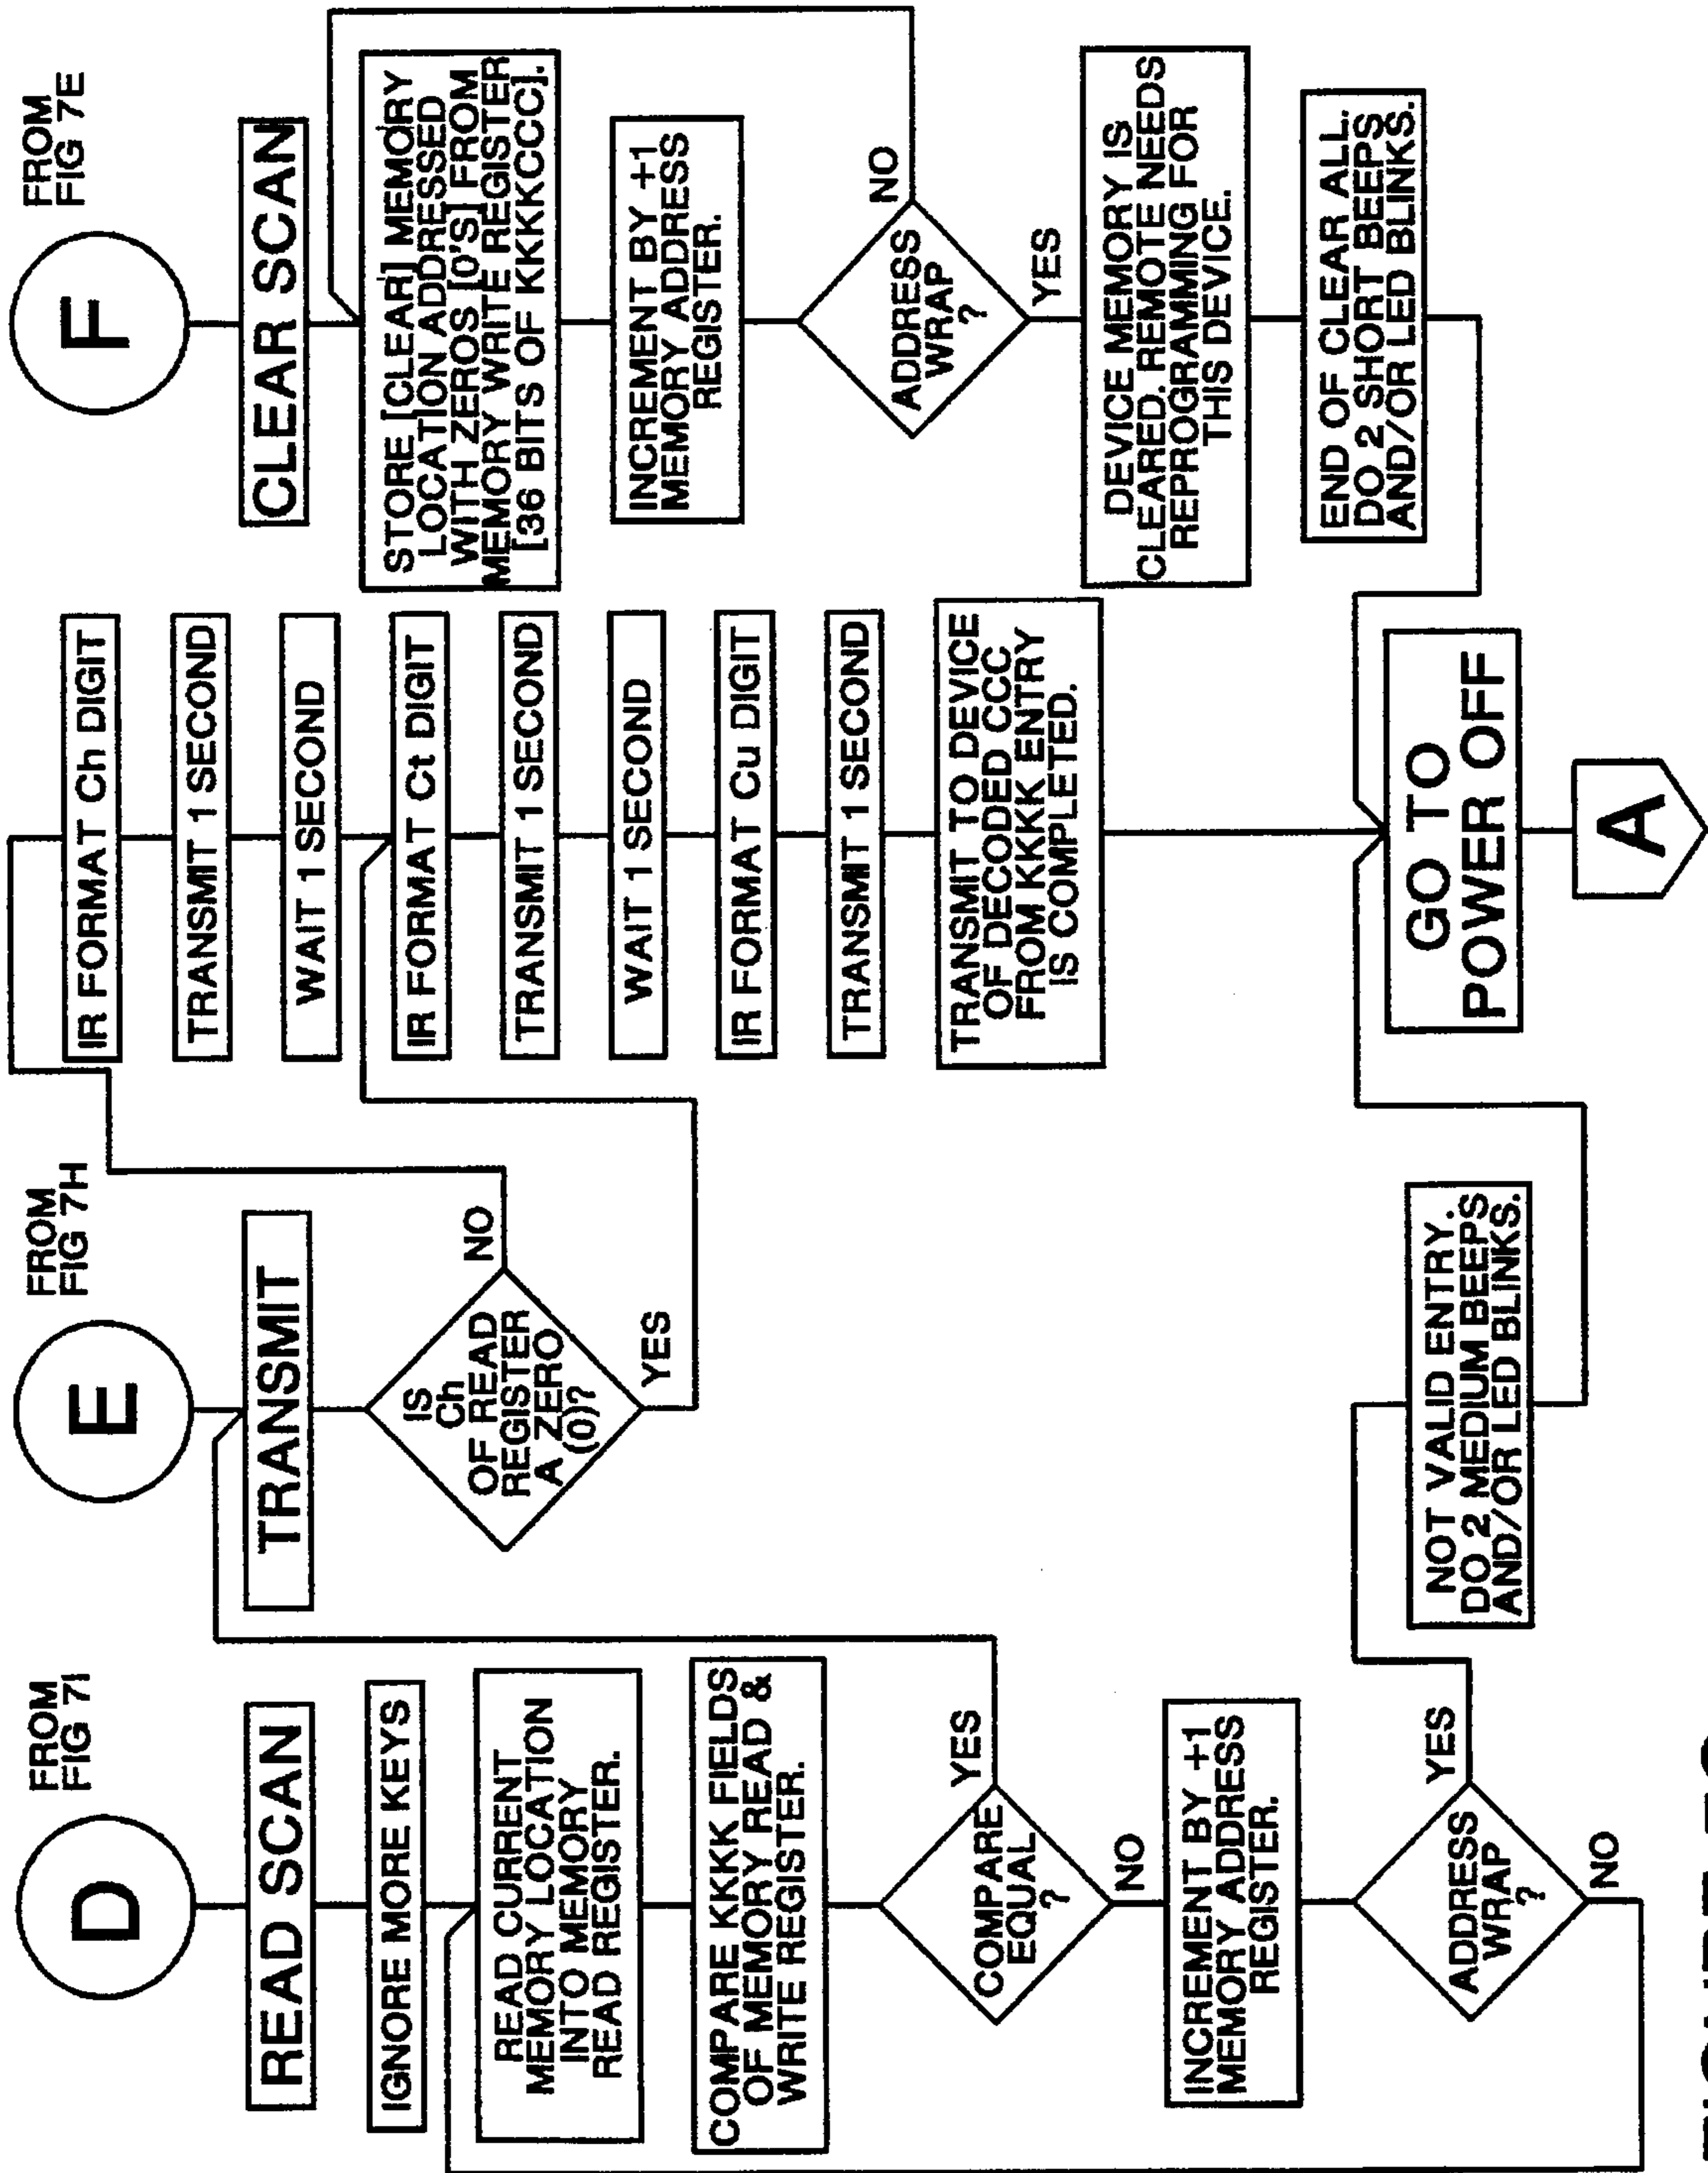 FROM
FIG 7I
D
READ SCAN
IGNORE MORE KEYS
READ CURRENT
MEMORY LOCATION
INTO MEMORY
READ REGISTER.
COMPARE KKKK FIELDS
OF MEMORY READ &
WRITE REGISTER.
COMPARE
EQUAL
?
YES
NO
INCREMENT BY +1
MEMORY ADDRESS
REGISTER.
ADDRESS
WRAP
?
YES
NO
FROM
FIG 7H
E
TRANSMIT
IS
Ch
OF READ
REGISTER
A ZERO
(0)?
NO
YES
NOT VALID ENTRY.
DO 2 MEDIUM BEEPS
AND/OR LED BLINKS.
IR FORMAT Ch DIGIT
TRANSMIT 1 SECOND
WAIT 1 SECOND
IR FORMAT Ct DIGIT
TRANSMIT 1 SECOND
WAIT 1 SECOND
IR FORMAT Cu DIGIT
TRANSMIT 1 SECOND
TRANSMIT TO DEVICE
OF DECODED CCC
FROM KKKK ENTRY
IS COMPLETED.
GO TO
POWER OFF
A
FROM
FIG 7E
F
CLEAR SCAN
STORE [CLEAR] MEMORY
LOCATION ADDRESSED
WITH ZEROS [0'S] FROM
MEMORY WRITE REGISTER
[36 BITS OF KKKKCCC].
INCREMENT BY +1
MEMORY ADDRESS
REGISTER.
ADDRESS
WRAP
?
NO
YES
DEVICE MEMORY IS
CLEARED. REMOTE NEEDS
REPROGRAMING FOR
THIS DEVICE.
END OF CLEAR ALL.
DO 2 SHORT BEEPS
AND/OR LED BLINKS.